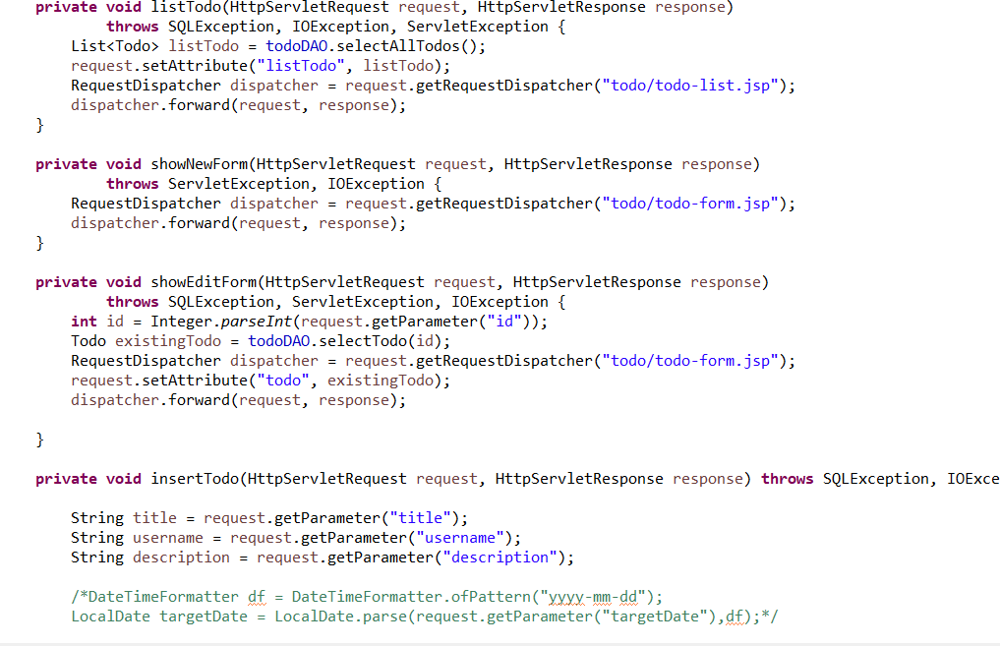 private void listTodo(HttpServletRequest request, HttpServletResponse response)
throws SQLException, IOException, ServletException {
List<Todo> listTodo = todoDAO.selectAllTodos();
request.setAttribute("listTodo", listTodo);
RequestDispatcher dispatcher = request.getRequestDispatcher("todo/todo-list.jsp");
dispatcher.forward(request, response);
}
private void showNewForm(HttpServletRequest request, HttpServletResponse response)
throws ServletException, IOException {
RequestDispatcher dispatcher = request.getRequestDispatcher("todo/todo-form.jsp");
dispatcher.forward(request, response);
}
private void showEditForm(HttpServletRequest request, HttpServletResponse response)
throws SQLException, ServletException, IOException {
int id = Integer.parseInt(request.getParameter("id"));
Todo existingTodo = todoDAO.selectTodo(id);
RequestDispatcher dispatcher = request.getRequestDispatcher("todo/todo-form.jsp");
request.setAttribute("todo", existingTodo);
dispatcher.forward(request, response);
}
private void insertTodo(HttpServletRequest request, HttpServletResponse response) throws SQLException, IOExce
String title = request.getParameter("title");
String username = request.getParameter("username");
String description = request.getParameter("description");
/*DateTimeFormatter df = DateTimeFormatter.ofPattern("yyyy-mm-dd");
LocalDate targetDate = LocalDate.parse(request.getParameter("targetDate"),df);*/